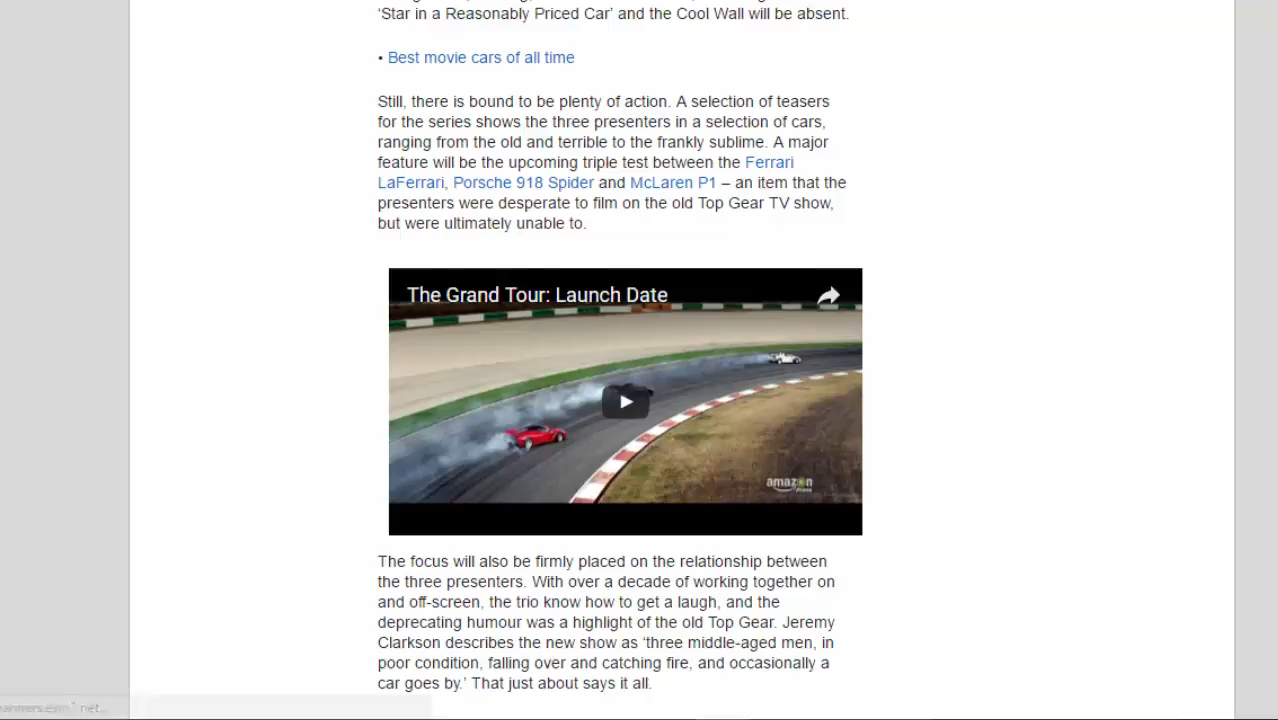 ‘Star in a Reasonably Priced Car’ and the Cool Wall will be absent.
• Best movie cars of all time
Still, there is bound to be plenty of action. A selection of teasers
for the series shows the three presenters in a selection of cars,
ranging from the old and terrible to the frankly sublime. A major
feature will be the upcoming triple test between the Ferrari
LaFerrari, Porsche 918 Spider and McLaren P1 – an item that the
presenters were desperate to film on the old Top Gear TV show,
but were ultimately unable to.
The Grand Tour: Launch Date
amazon
The focus will also be firmly placed on the relationship between
the three presenters. With over a decade of working together on
and off-screen, the trio know how to get a laugh, and the
deprecating humour was a highlight of the old Top Gear. Jeremy
Clarkson describes the new show as ‘three middle-aged men, in
poor condition, falling over and catching fire, and occasionally a
car goes by.’ That just about says it all.